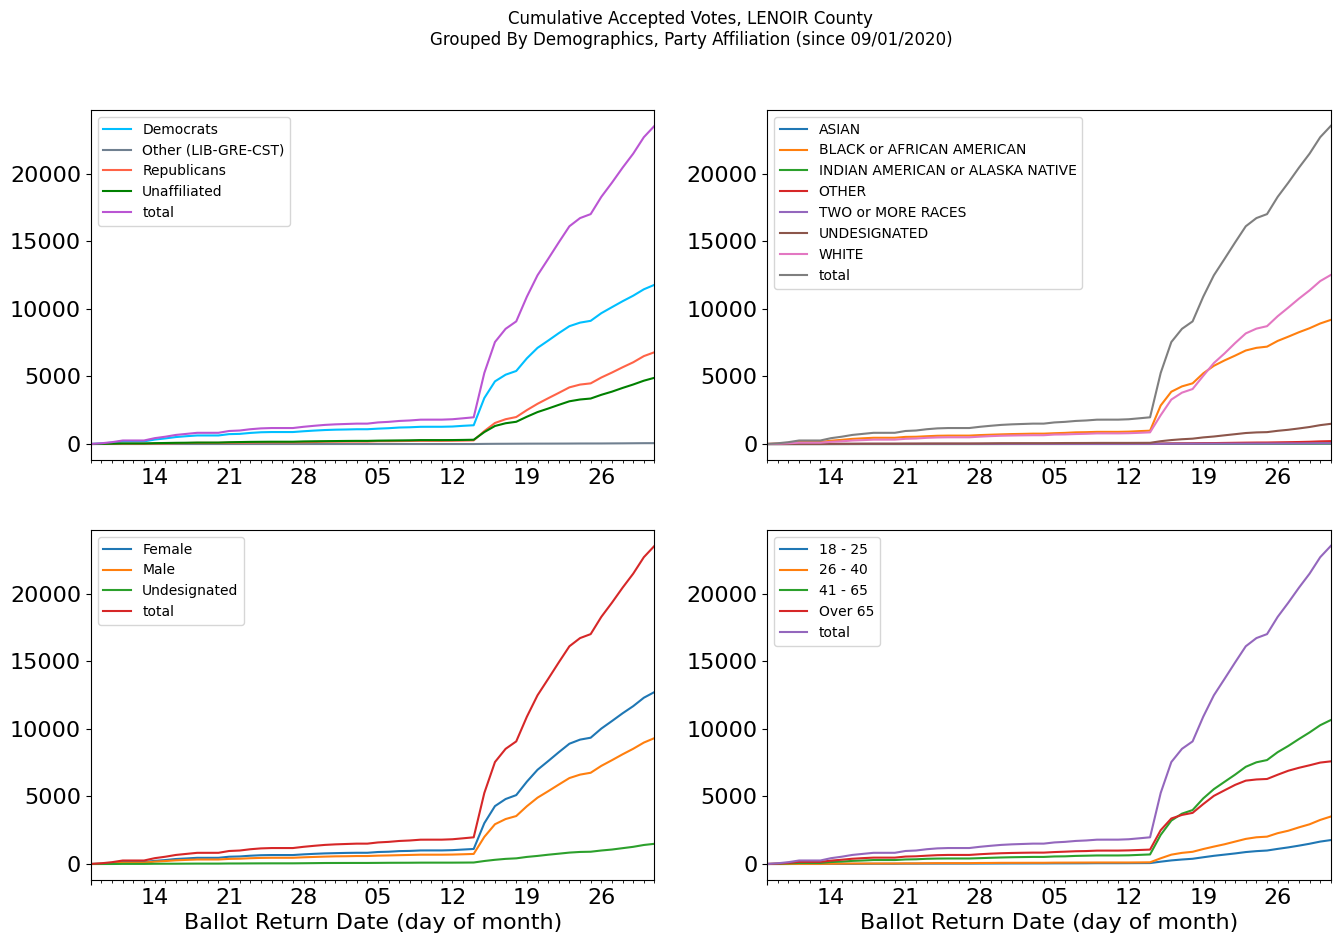 Cumulative Accepted Votes, LENOIR County
Grouped By Demographics, Party Affiliation (since 09/01/2020)
Democrats
Other (LIB-GRE-CST)
Republicans
Unaffiliated
total
20000
15000
10000
5000
0
14 21 28 05 12 19 26
ASIAN
BLACK or AFRICAN AMERICAN
INDIAN AMERICAN or ALASKA NATIVE
OTHER
TWO or MORE RACES
UNDESIGNATED
WHITE
total
20000
15000
10000
5000
0
14 21 28 05 12 19 26
Female
Male
Undesignated
total
20000
15000
10000
5000
0
14 21 28 05 12 19 26
Ballot Return Date (day of month)
18 - 25
26 - 40
41 - 65
Over 65
total
20000
15000
10000
5000
0
14 21 28 05 12 19 26
Ballot Return Date (day of month)